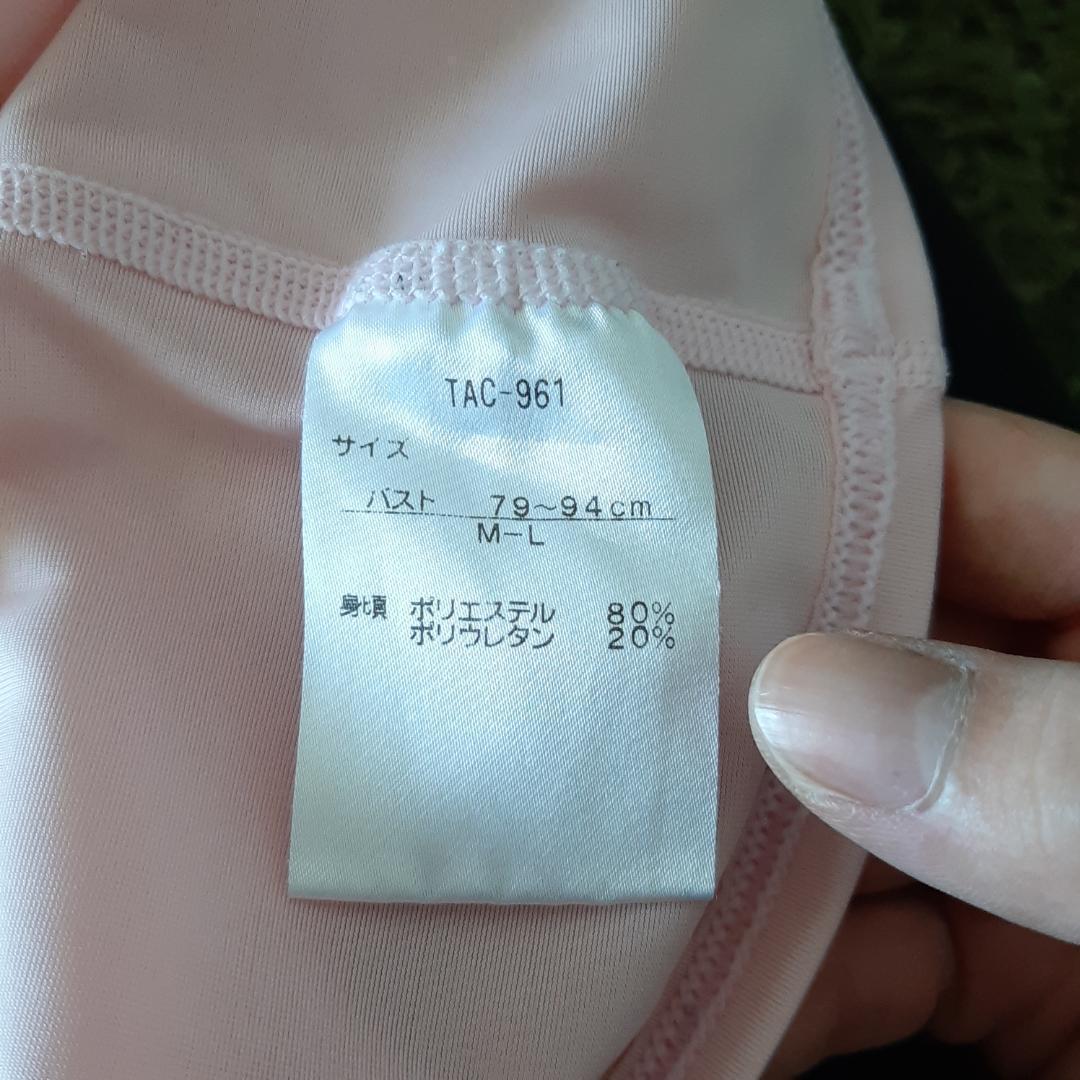 TAC-961
サイズ
バスト 79〜94cm
M-L
身頃 ポリエステル 80%
ポリウレタン 20%